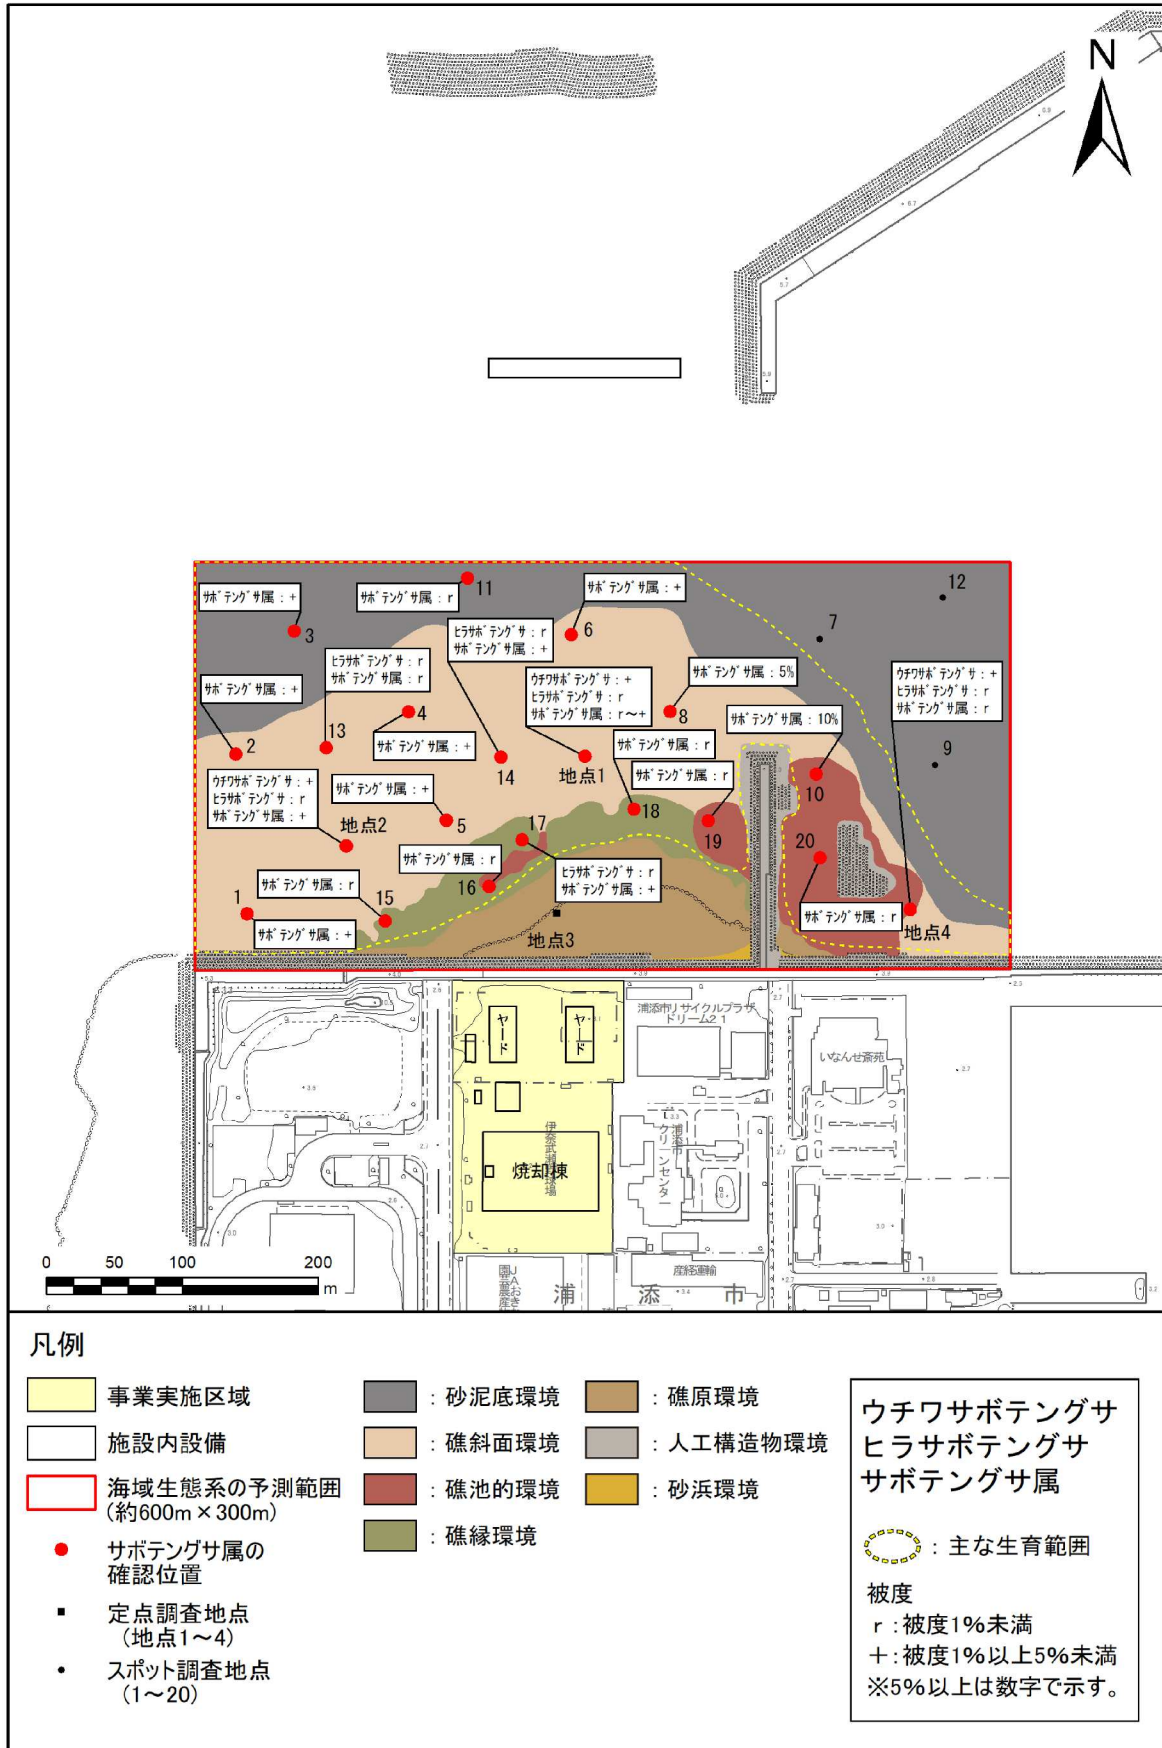 N
サボテングサ属：+
3
サボテングサ属：r
11
サボテングサ属：+
6
12
7
ヒラサボテングサ：r
サボテングサ属：+
14
ヒラサボテングサ：r
サボテングサ属：r
13
サボテングサ属：+
2
サボテングサ属：+
4
ウチワサボテングサ：+
ヒラサボテングサ：r
サボテングサ属：r～+
地点1
サボテングサ属：5%
8
ウチワサボテングサ：+
ヒラサボテングサ：r
サボテングサ属：r
地点4
サボテングサ属：10%
10
9
サボテングサ属：r
18
サボテングサ属：r
19
ウチワサボテングサ：+
ヒラサボテングサ：r
サボテングサ属：+
地点2
サボテングサ属：+
5
17
ヒラサボテングサ：r
サボテングサ属：+
サボテングサ属：r
16
サボテングサ属：r
15
1
サボテングサ属：+
20
サボテングサ属：r
地点3
ヤード
ヤード
浦添市リサイクルプラザ
ドリーム21
いなんせ斎苑
浦添市
クリーンセンター
焼却棟
産経運輸
浦添市
0 50 100 200
m
凡例
事業実施区域
施設内設備
海域生態系の予測範囲
(約600m×300m)
サボテングサ属の
確認位置
定点調査地点
(地点1～4)
スポット調査地点
(1～20)
：砂泥底環境
：礁斜面環境
：礁池的環境
：礁縁環境
：礁原環境
：人工構造物環境
：砂浜環境
ウチワサボテングサ
ヒラサボテングサ
サボテングサ属
：主な生育範囲
被度
r：被度1%未満
＋：被度1%以上5%未満
※5%以上は数字で示す。